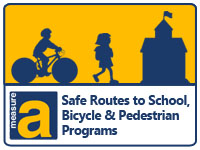 measure
a
Safe Routes to School,
Bicycle & Pedestrian
Programs